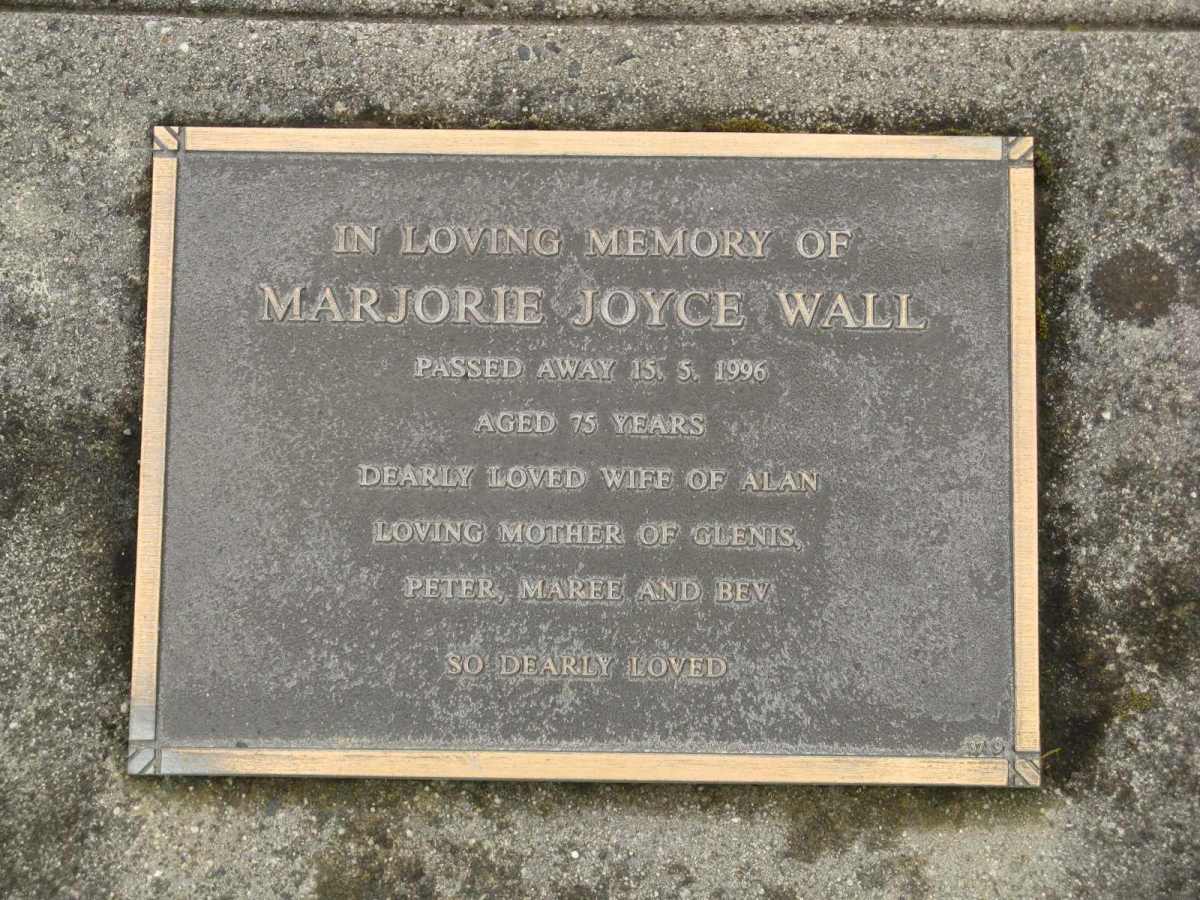 IN LOVING MEMORY OF
MARJORIE JOYCE WALL
PASSED AWAY 15. 5. 1996
AGED 75 YEARS
DEARLY LOVED WIFE OF ALAN
LOVING MOTHER OF GLENIS,
PETER, MAREE AND BEV
SO DEARLY LOVED